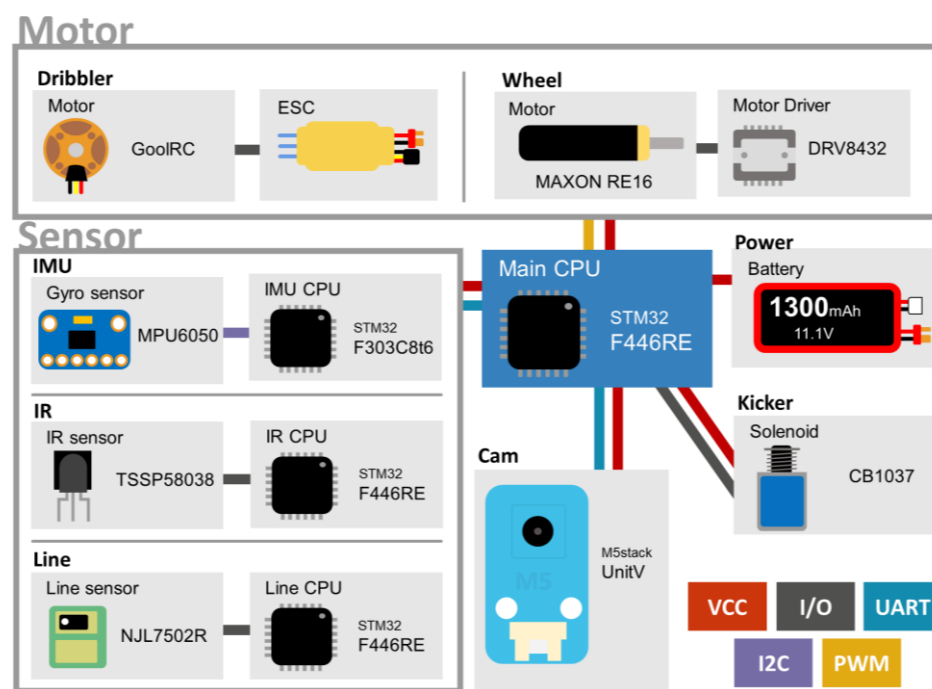 Motor
Dribbler
Motor
GoolRC
ESC
Wheel
Motor
MAXON RE16
Motor Driver
DRV8432
Sensor
IMU
Gyro sensor
MPU6050
IMU CPU
STM32
F303C8t6
IR
IR sensor
TSSP58038
IR CPU
STM32
F446RE
Line
Line sensor
NJL7502R
Line CPU
STM32
F446RE
Main CPU
STM32
F446RE
Power
Battery
1300mAh
11.1V
Kicker
Solenoid
CB1037
Cam
M5
M5stack
UnitV
VCC
I/O
UART
I2C
PWM